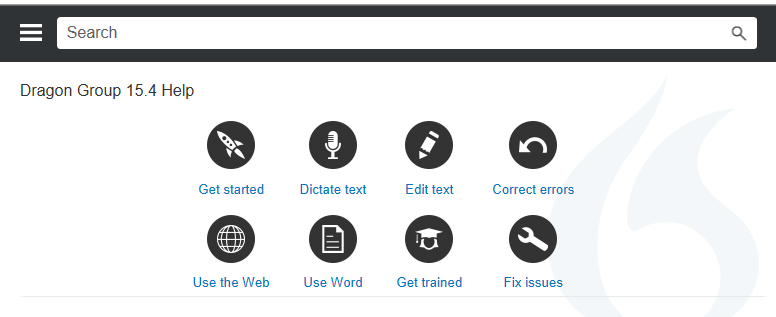 Search
Dragon Group 15.4 Help
Get started Dictate text Edit text Correct errors
Use the Web Use Word Get trained Fix issues